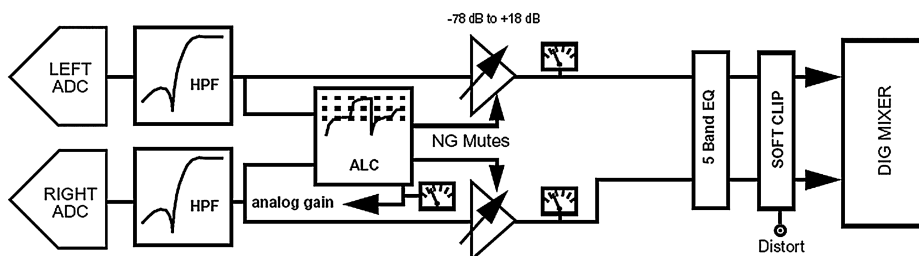 -78 dB to +18 dB
LEFT
ADC
HPF
NG Mutes
ALC
RIGHT
ADC
HPF
analog gain
5 Band EQ
SOFT CLIP
Distort
DIG MIXER